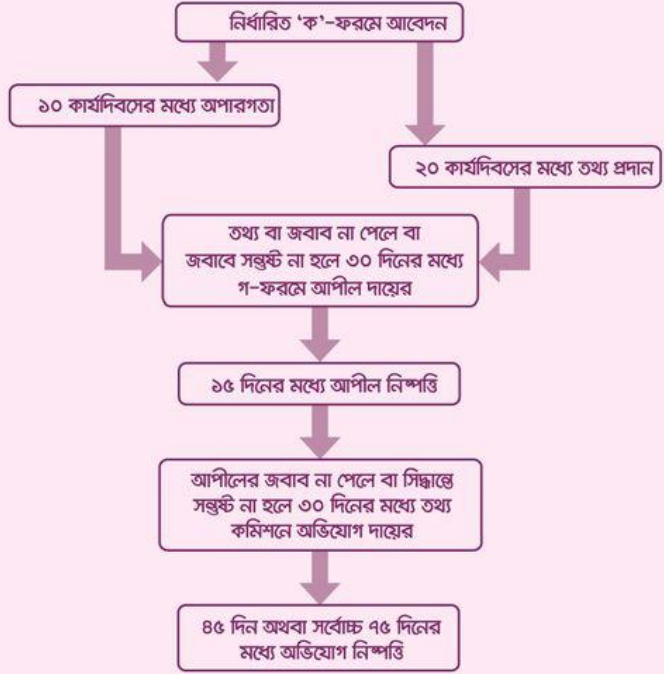 নির্ধারিত ‘ক’-ফরমে আবেদন
১০ কার্যদিবসের মধ্যে অপারগতা
২০ কার্যদিবসের মধ্যে তথ্য প্রদান
তথ্য বা জবাব না পেলে বা
জবাবে সন্তুষ্ট না হলে ৩০ দিনের মধ্যে
গ-ফরমে আপীল দায়ের
১৫ দিনের মধ্যে আপীল নিষ্পত্তি
আপীলের জবাব না পেলে বা সিদ্ধান্তে
সন্তুষ্ট না হলে ৩০ দিনের মধ্যে তথ্য
কমিশনে অভিযোগ দায়ের
৪৫ দিন অথবা সর্বোচ্চ ৭৫ দিনের
মধ্যে অভিযোগ নিষ্পত্তি